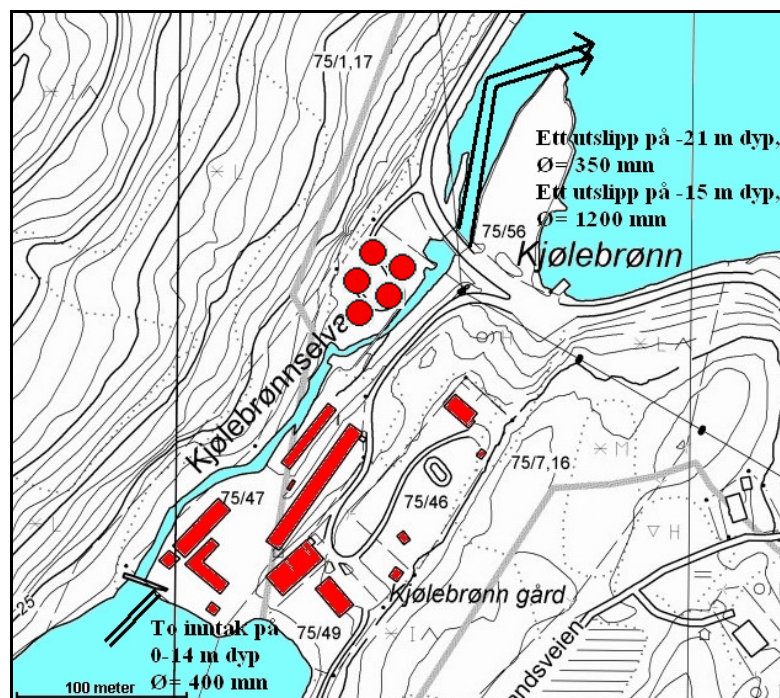 75/1,17
Ett utslipp på -21 m dyp,
Ø= 350 mm
Ett utslipp på -15 m dyp,
Ø= 1200 mm
75/56
Kjølebrønn
Kjølebrønnselva
75/47
75/46
75/7,16
Kjølebrønn gård
75/49
To inntak på
0-14 m dyp
Ø= 400 mm
25
100 meter
ndsveien
L
L
L
L
H
M
H
I